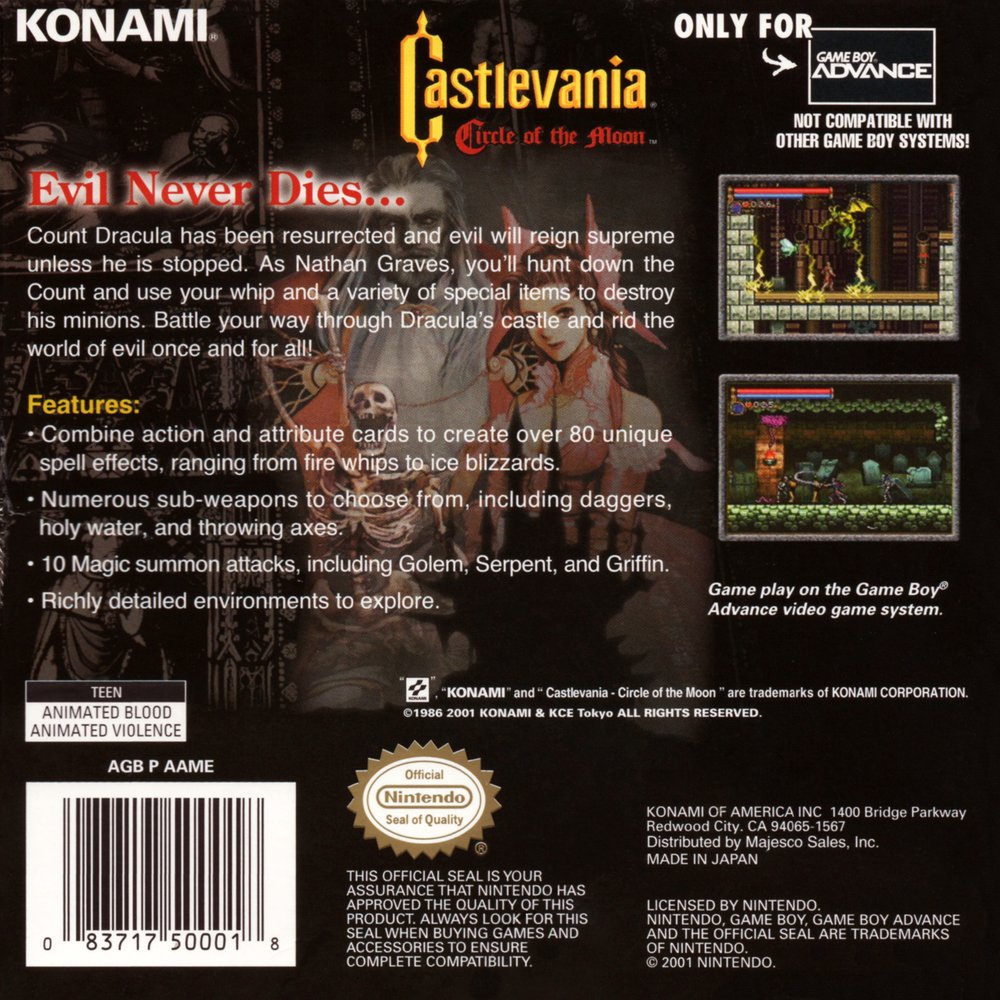 KONAMI®
Castlevania®
Circle of the Moon™
ONLY FOR
GAME BOY
ADVANCE
NOT COMPATIBLE WITH
OTHER GAME BOY SYSTEMS!
Evil Never Dies...
Count Dracula has been resurrected and evil will reign supreme
unless he is stopped. As Nathan Graves, you'll hunt down the
Count and use your whip and a variety of special items to destroy
his minions. Battle your way through Dracula's castle and rid the
world of evil once and for all!
Features:
• Combine action and attribute cards to create over 80 unique
spell effects, ranging from fire whips to ice blizzards.
• Numerous sub-weapons to choose from, including daggers,
holy water, and throwing axes.
• 10 Magic summon attacks, including Golem, Serpent, and Griffin.
• Richly detailed environments to explore.
Game play on the Game Boy®
Advance video game system.
TEEN
ANIMATED BLOOD
ANIMATED VIOLENCE
AGB P AAME
"KONAMI", "KONAMI" and " Castlevania - Circle of the Moon " are trademarks of KONAMI CORPORATION.
©1986 2001 KONAMI & KCE Tokyo ALL RIGHTS RESERVED.
0 83717 50001 8
Official
Nintendo
Seal of Quality
®
THIS OFFICIAL SEAL IS YOUR
ASSURANCE THAT NINTENDO HAS
APPROVED THE QUALITY OF THIS
PRODUCT. ALWAYS LOOK FOR THIS
SEAL WHEN BUYING GAMES AND
ACCESSORIES TO ENSURE
COMPLETE COMPATIBILITY.
KONAMI OF AMERICA INC 1400 Bridge Parkway
Redwood City. CA 94065-1567
Distributed by Majesco Sales, Inc.
MADE IN JAPAN
LICENSED BY NINTENDO.
NINTENDO, GAME BOY, GAME BOY ADVANCE
AND THE OFFICIAL SEAL ARE TRADEMARKS
OF NINTENDO.
© 2001 NINTENDO.